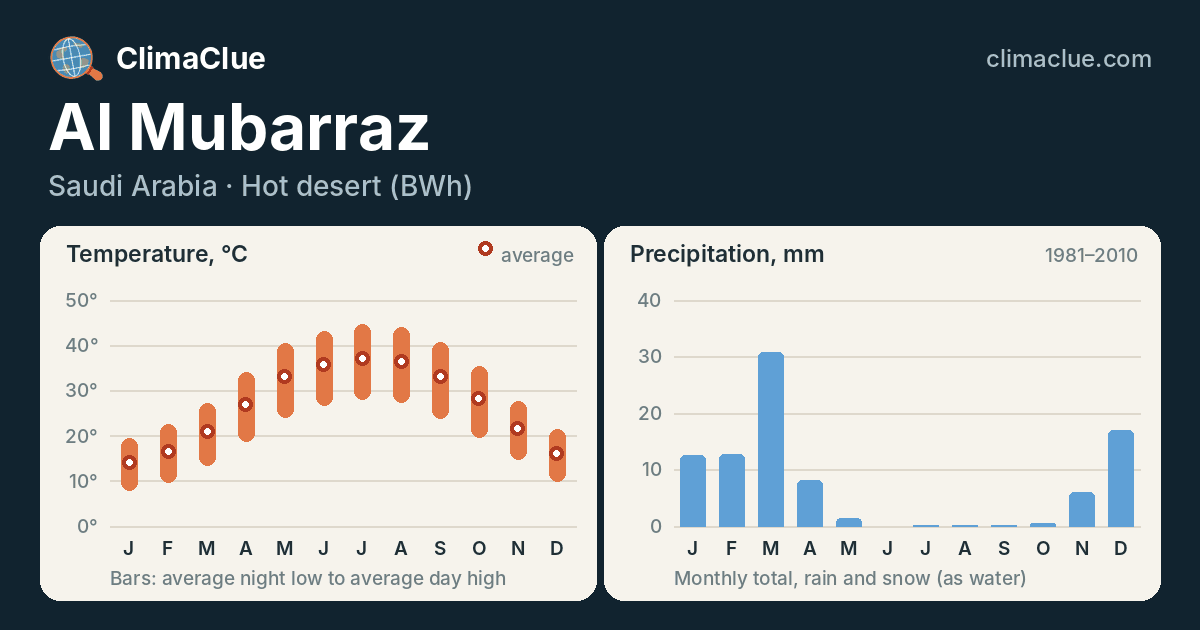 ClimaClue
climaclue.com
Al Mubarraz
Saudi Arabia · Hot desert (BWh)
Temperature, °C
average
50°
40°
30°
20°
10°
0°
J F M A M J J A S O N D
Bars: average night low to average day high
Precipitation, mm
1981–2010
40
30
20
10
0
J F M A M J J A S O N D
Monthly total, rain and snow (as water)